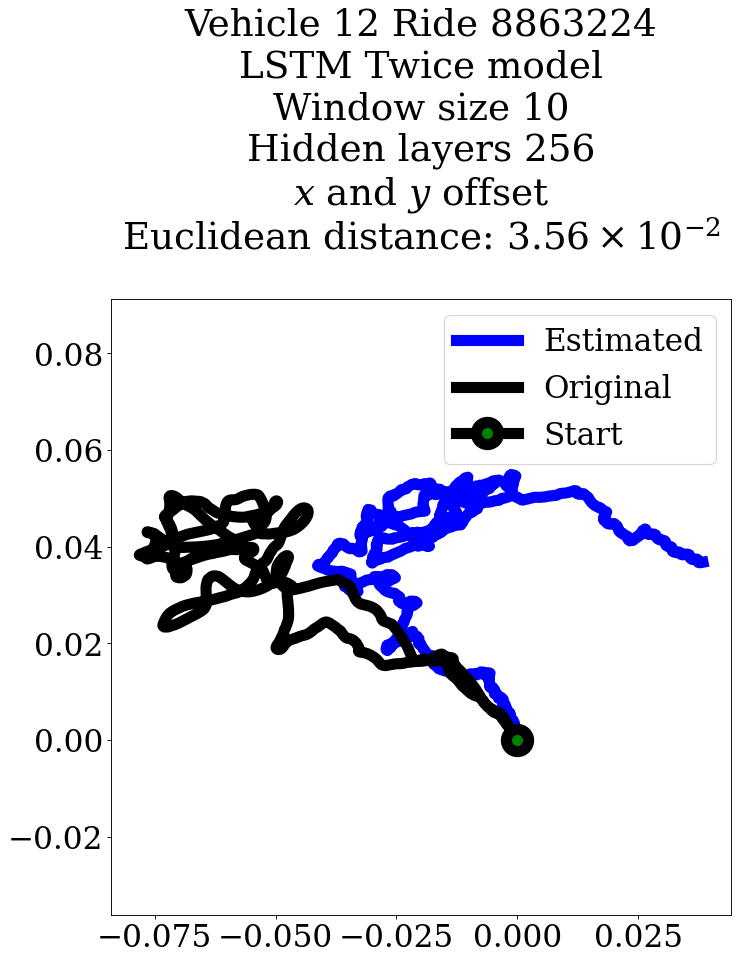 Vehicle 12 Ride 8863224
LSTM Twice model
Window size 10
Hidden layers 256
x and y offset
Euclidean distance: 3.56 × 10⁻²
Estimated
Original
Start
0.08
0.06
0.04
0.02
0.00
−0.02
−0.075 −0.050 −0.025 0.000 0.025